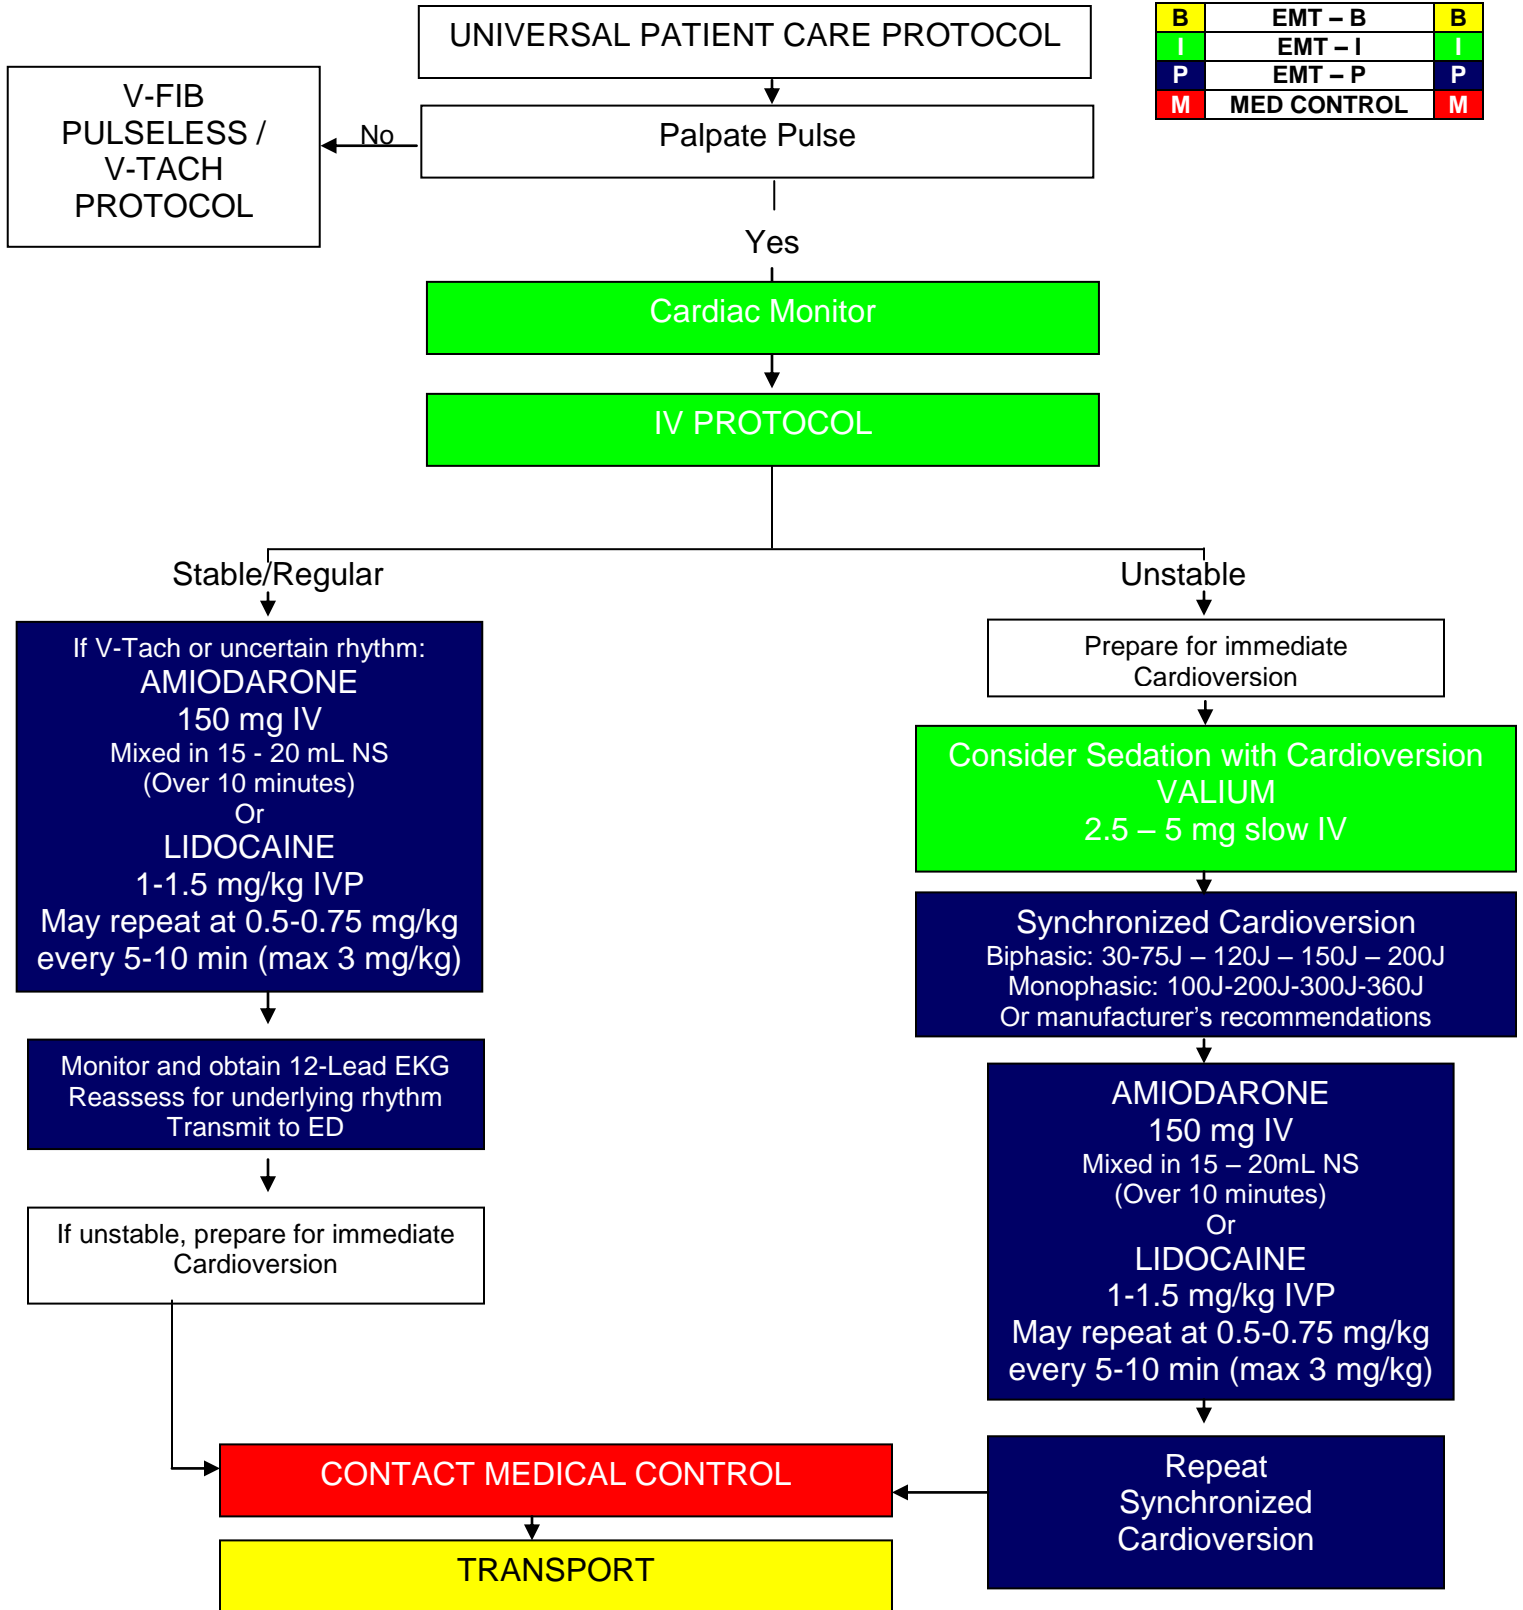 UNIVERSAL PATIENT CARE PROTOCOL
B EMT – B B
I EMT – I I
P EMT – P P
M MED CONTROL M
V-FIB
PULSELESS /
V-TACH
PROTOCOL
No
Palpate Pulse
Yes
Cardiac Monitor
IV PROTOCOL
Stable/Regular
If V-Tach or uncertain rhythm:
AMIODARONE
150 mg IV
Mixed in 15 - 20 mL NS
(Over 10 minutes)
Or
LIDOCAINE
1-1.5 mg/kg IVP
May repeat at 0.5-0.75 mg/kg
every 5-10 min (max 3 mg/kg)
Monitor and obtain 12-Lead EKG
Reassess for underlying rhythm
Transmit to ED
If unstable, prepare for immediate
Cardioversion
Unstable
Prepare for immediate
Cardioversion
Consider Sedation with Cardioversion
VALIUM
2.5 – 5 mg slow IV
Synchronized Cardioversion
Biphasic: 30-75J – 120J – 150J – 200J
Monophasic: 100J-200J-300J-360J
Or manufacturer’s recommendations
AMIODARONE
150 mg IV
Mixed in 15 – 20mL NS
(Over 10 minutes)
Or
LIDOCAINE
1-1.5 mg/kg IVP
May repeat at 0.5-0.75 mg/kg
every 5-10 min (max 3 mg/kg)
Repeat
Synchronized
Cardioversion
CONTACT MEDICAL CONTROL
TRANSPORT